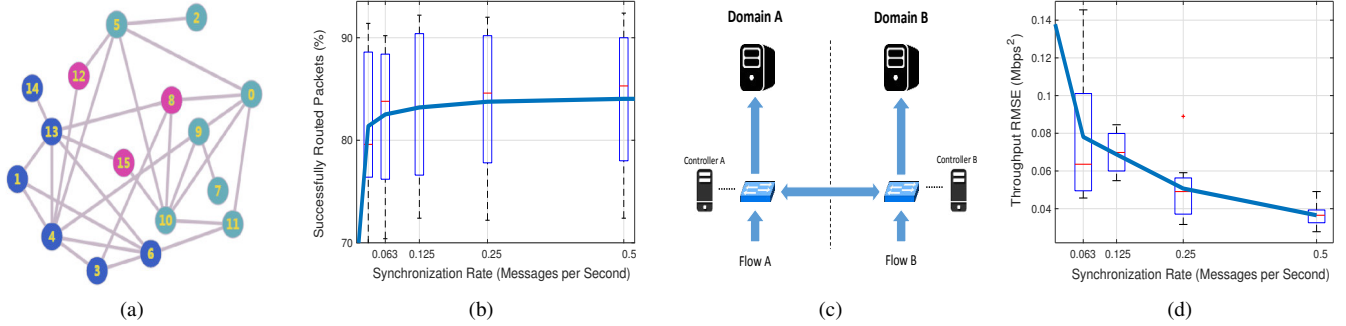 5
2
12
14
8
0
13
9
15
1
7
10
11
4
6
3
(a)
Successfully Routed Packets (%)
90
80
70
0.063
0.125
0.25
0.5
Synchronization Rate (Messages per Second)
(b)
Domain A
Domain B
Controller A
Controller B
Flow A
Flow B
(c)
Throughput RMSE (Mbps²)
0.14
0.12
0.1
0.08
0.06
0.04
0.063
0.125
0.25
0.5
Synchronization Rate (Messages per Second)
(d)